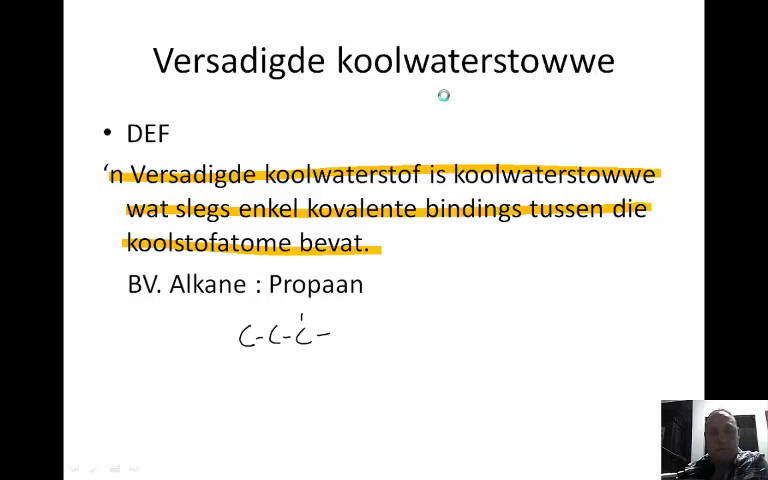 Versadigde koolwaterstowwe
• DEF
‘n Versadigde koolwaterstof is koolwaterstowwe
wat slegs enkel kovalente bindings tussen die
koolstofatome bevat.
BV. Alkane : Propaan
C-C-C-